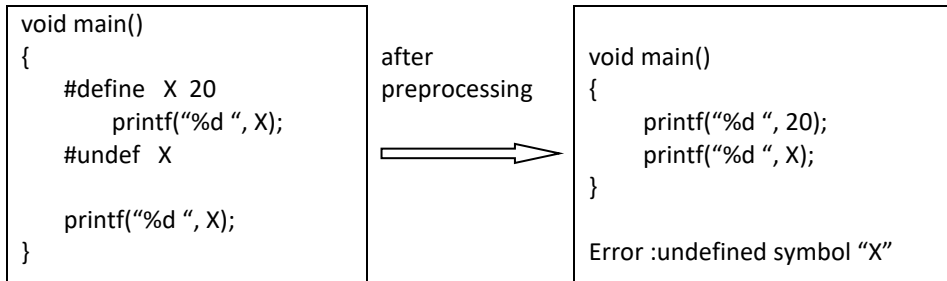 void main()
{
#define X 20
printf(“%d “, X);
#undef X
printf(“%d “, X);
}
after
preprocessing
void main()
{
printf(“%d “, 20);
printf(“%d “, X);
}
Error :undefined symbol “X”